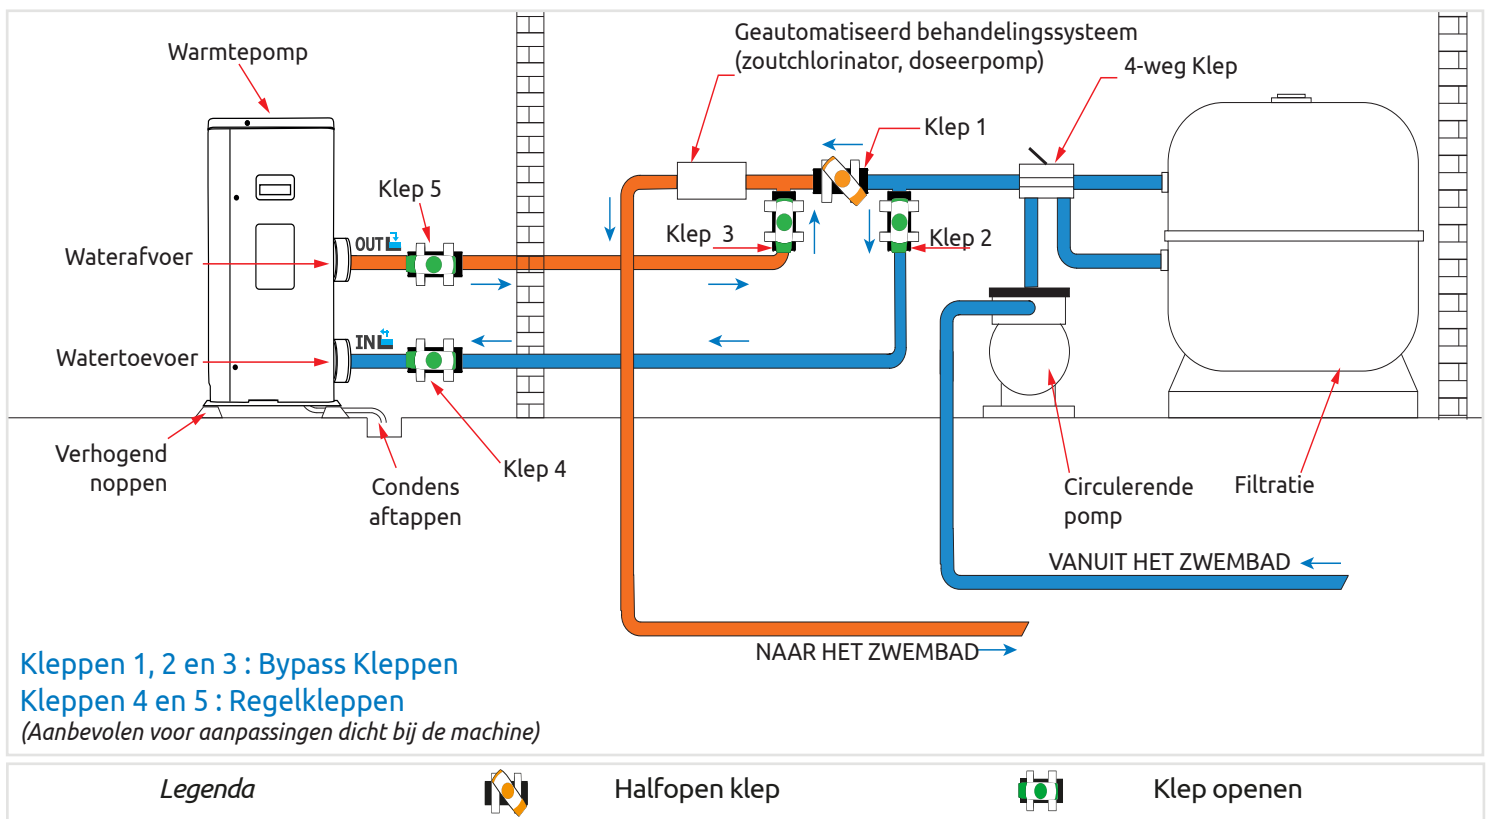 Geautomatiseerd behandelingssysteem
(zoutchlorinator, doseerpomp)
Warmtepomp
4-weg Klep
Klep 1
Klep 5
Klep 3
Klep 2
OUT
Waterafvoer
IN
Watertoevoer
Verhogend
noppen
Klep 4
Condens
aftappen
Circulerende
pomp
Filtratie
VANUIT HET ZWEMBAD
NAAR HET ZWEMBAD
Kleppen 1, 2 en 3 : Bypass Kleppen
Kleppen 4 en 5 : Regelkleppen
(Aanbevolen voor aanpassingen dicht bij de machine)
Legenda
Halfopen klep
Klep openen